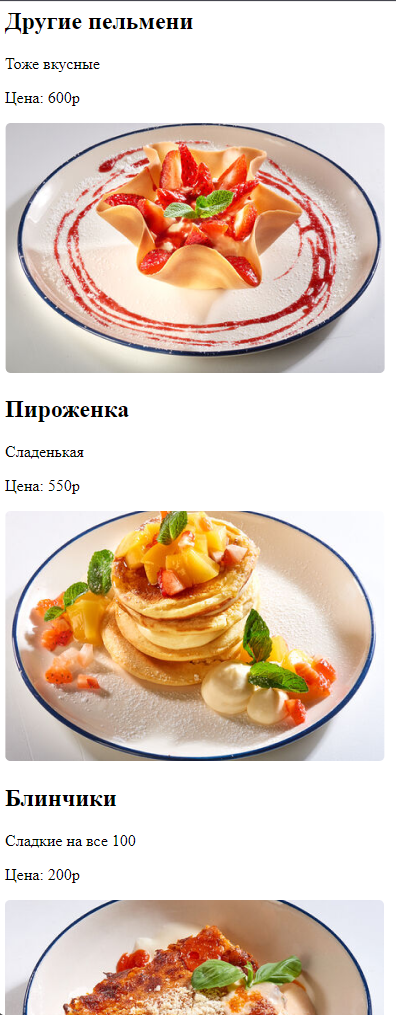 Другие пельмени
Тоже вкусные
Цена: 600р
Пироженка
Сладенькая
Цена: 550р
Блинчики
Сладкие на все 100
Цена: 200р